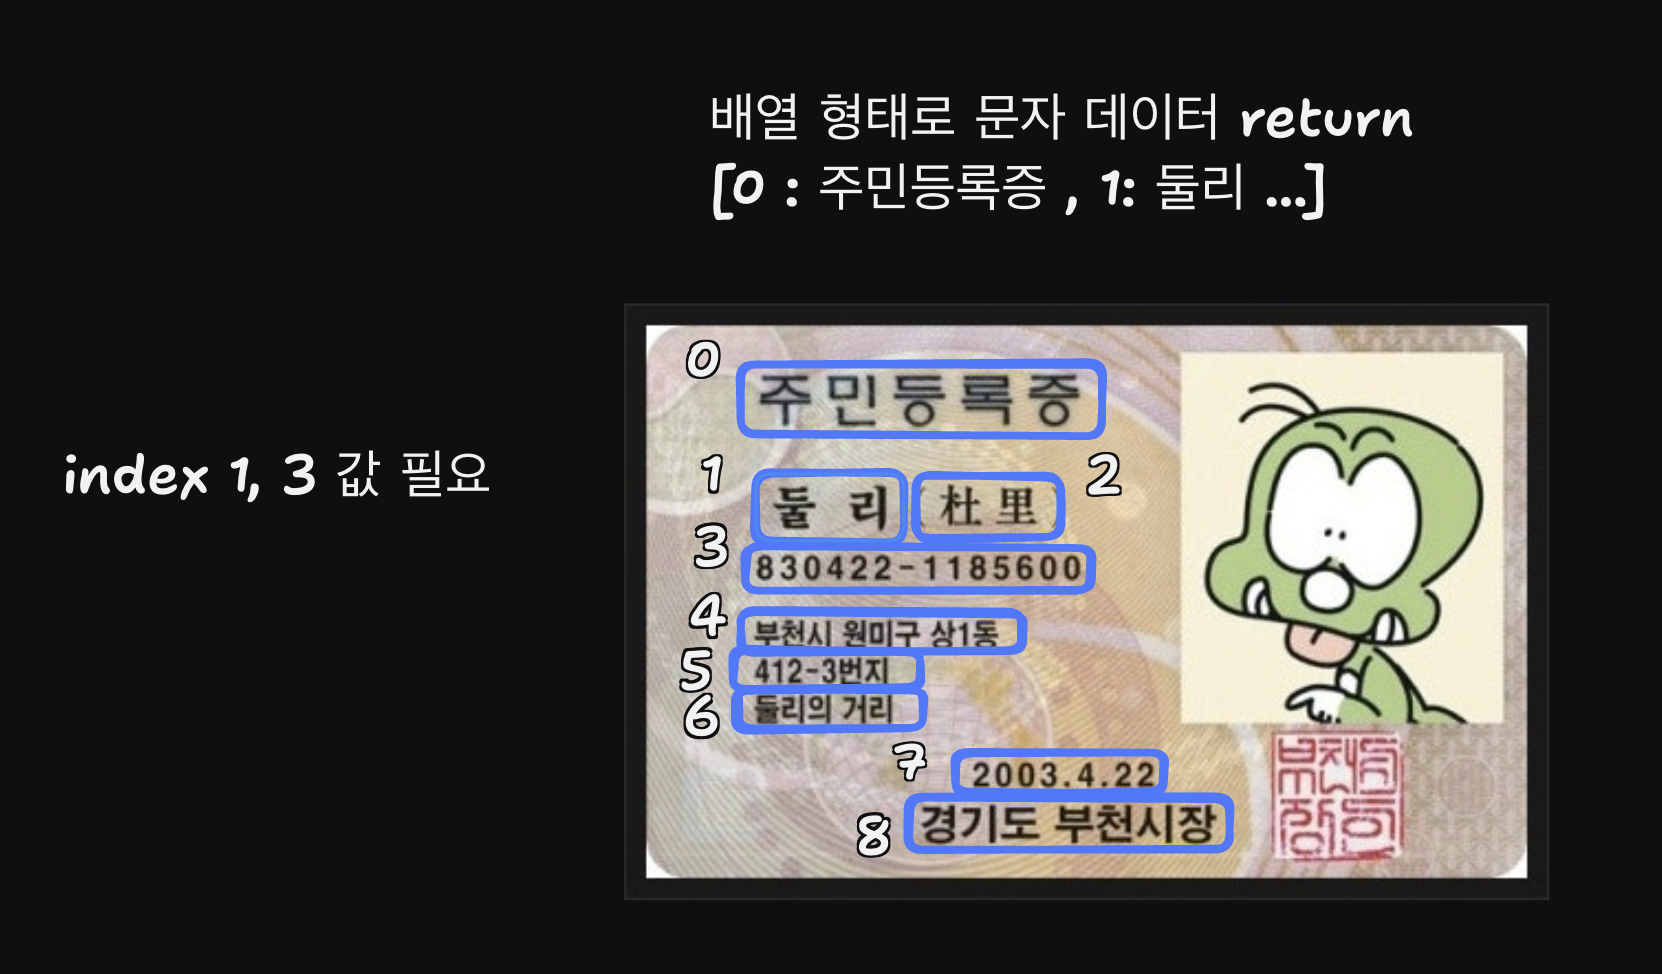 배열 형태로 문자 데이터 return
[0 : 주민등록증 , 1: 둘리 ...]
index 1, 3 값 필요
0
주민등록증
1
둘 리 (杜里)
2
3
830422-1185600
4
부천시 원미구 상1동
5
412-3번지
6
둘리의 거리
7
2003.4.22
8
경기도 부천시장